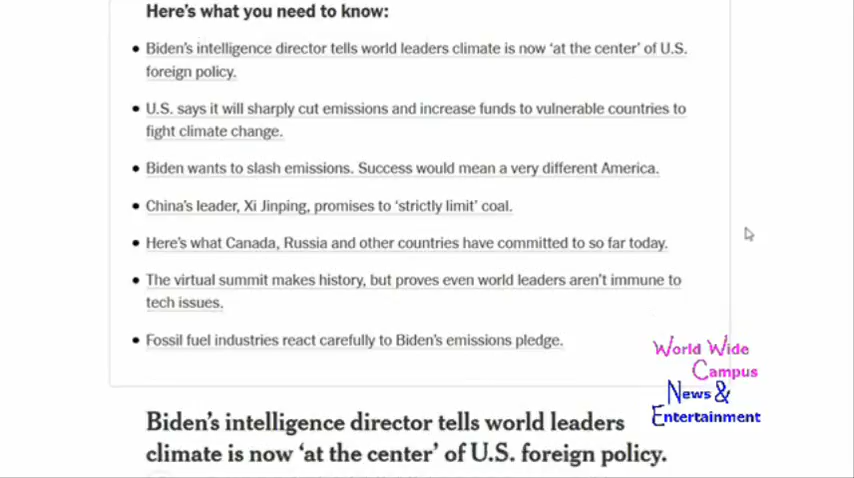 Here's what you need to know:
Biden's intelligence director tells world leaders climate is now 'at the center' of U.S.
foreign policy.
U.S. says it will sharply cut emissions and increase funds to vulnerable countries to
fight climate change.
Biden wants to slash emissions. Success would mean a very different America.
China's leader, Xi Jinping, promises to 'strictly limit' coal.
Here's what Canada, Russia and other countries have committed to so far today.
The virtual summit makes history, but proves even world leaders aren't immune to
tech issues.
Fossil fuel industries react carefully to Biden's emissions pledge.
World Wide
Campus
News &
Entertainment
Biden's intelligence director tells world leaders
climate is now 'at the center' of U.S. foreign policy.